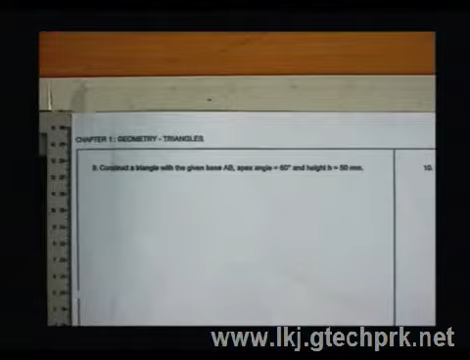 CHAPTER 1 : GEOMETRY - TRIANGLES
9. Construct a triangle with the given base AB, apex angle = 60° and height h = 50 mm.
10.
www.lkj.gtechprk.net